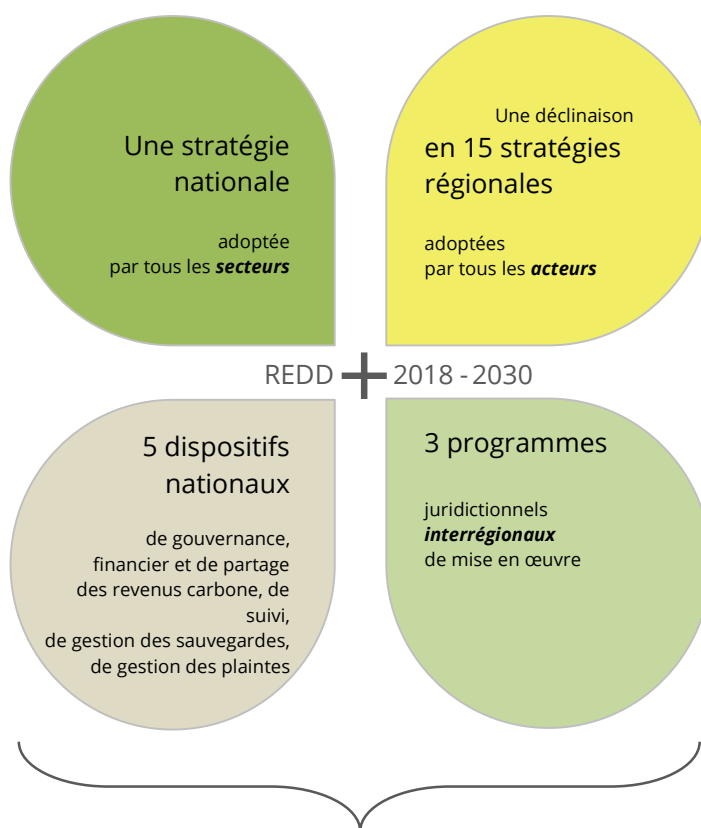 Une stratégie
nationale
adoptée
par tous les secteurs
Une déclinaison
en 15 stratégies
régionales
adoptées
par tous les acteurs
REDD + 2018 - 2030
5 dispositifs
nationaux
de gouvernance,
financier et de partage
des revenus carbone, de
suivi,
de gestion des sauvegardes,
de gestion des plaintes
3 programmes
juridictionnels
interrégionaux
de mise en œuvre